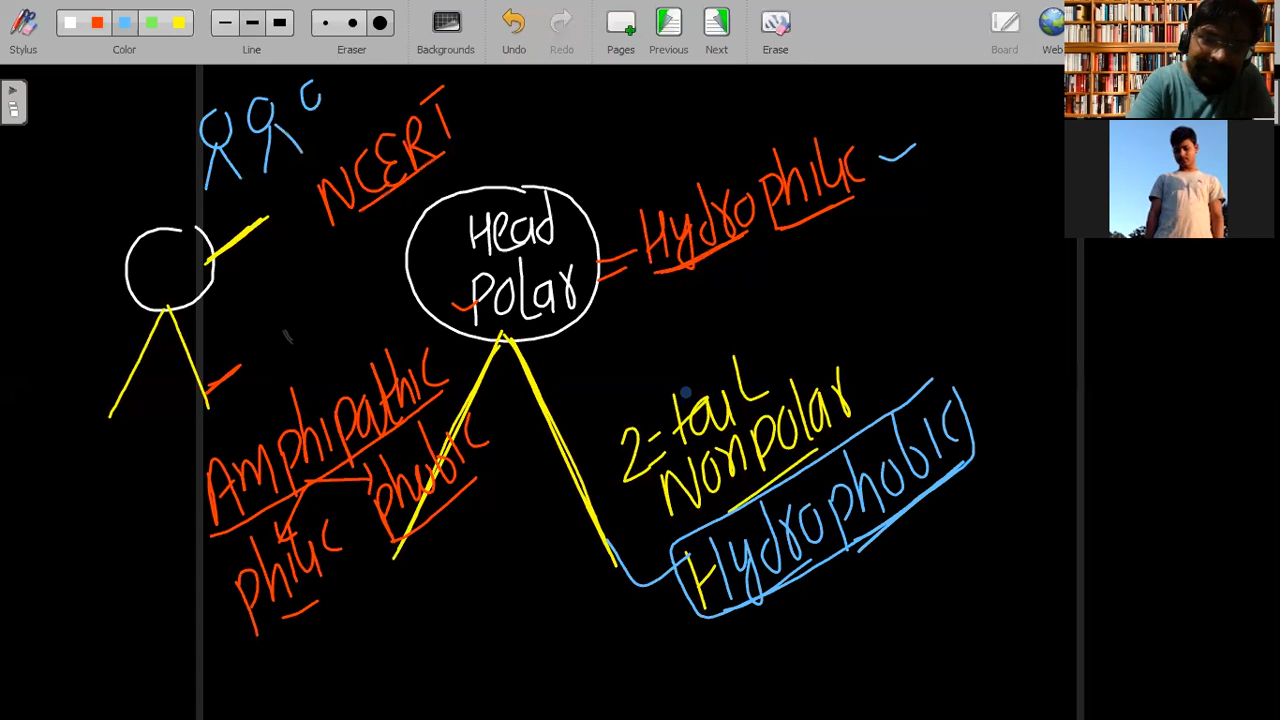 Stylus
Color
Line
Eraser
Backgrounds
Undo
Redo
Pages
Previous
Next
Erase
Board
Web
NCERT
Head
Polar
Hydrophilic
Amphipathic
phobic
philic
2 = tail
Nonpolar
Hydrophobic